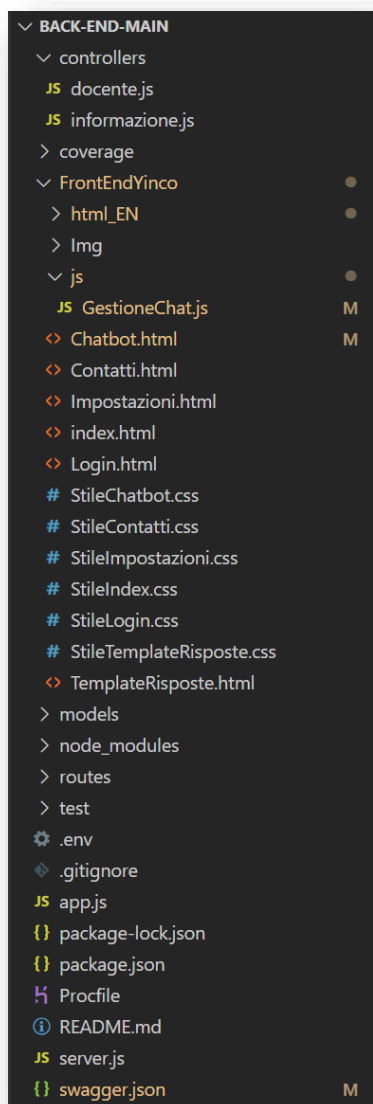 BACK-END-MAIN
controllers
JS docente.js
JS informazione.js
coverage
FrontEndYinco
html_EN
Img
js
JS GestioneChat.js M
<> Chatbot.html M
<> Contatti.html
<> Impostazioni.html
<> index.html
<> Login.html
# StileChatbot.css
# StileContatti.css
# StileImpostazioni.css
# StileIndex.css
# StileLogin.css
# StileTemplateRisposte.css
<> TemplateRisposte.html
models
node_modules
routes
test
.env
.gitignore
JS app.js
{} package-lock.json
{} package.json
Procfile
README.md
JS server.js
{} swagger.json M